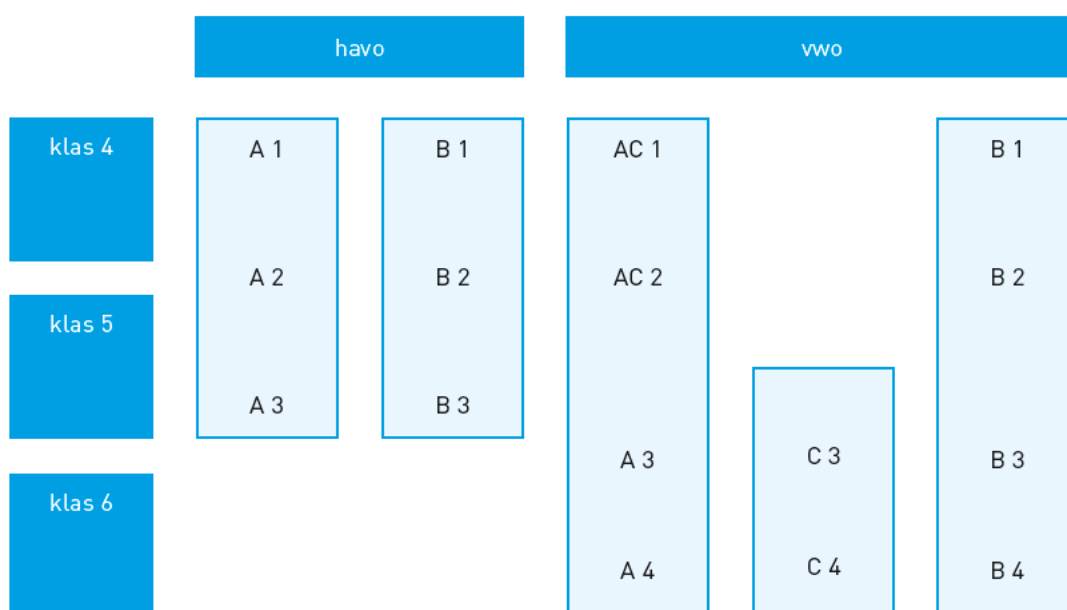 havo vwo
klas 4 A 1 B 1 AC 1 B 1
A 2 B 2 AC 2 B 2
klas 5
A 3 B 3
A 3 C 3 B 3
klas 6
A 4 C 4 B 4